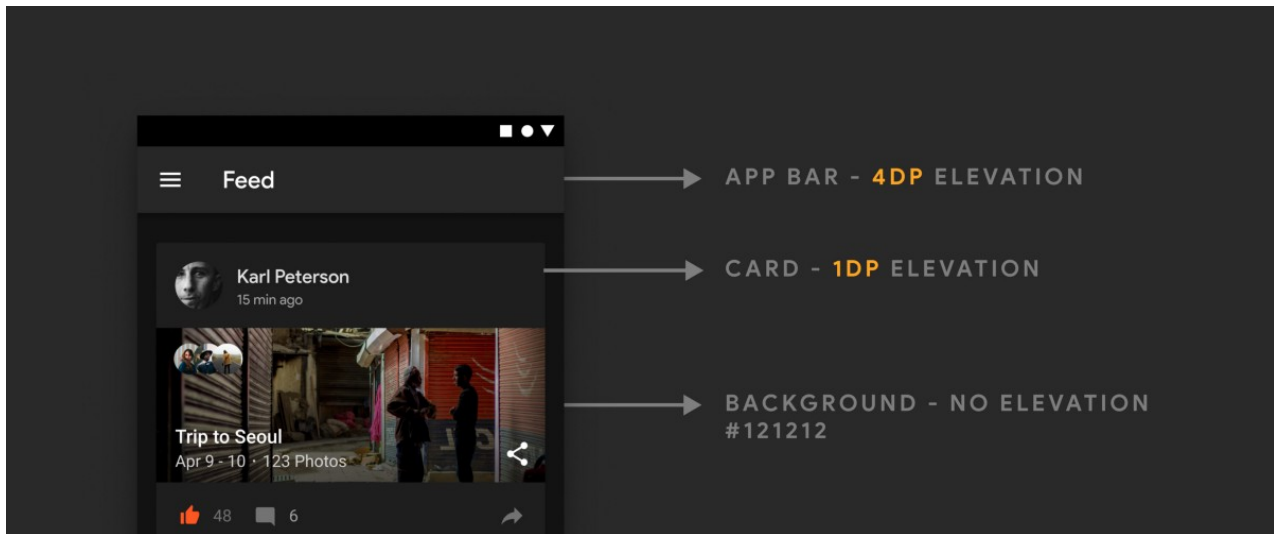 Feed
APP BAR - 4DP ELEVATION
Karl Peterson
15 min ago
CARD - 1DP ELEVATION
BACKGROUND - NO ELEVATION
#121212
Trip to Seoul
Apr 9 - 10 · 123 Photos
48 6